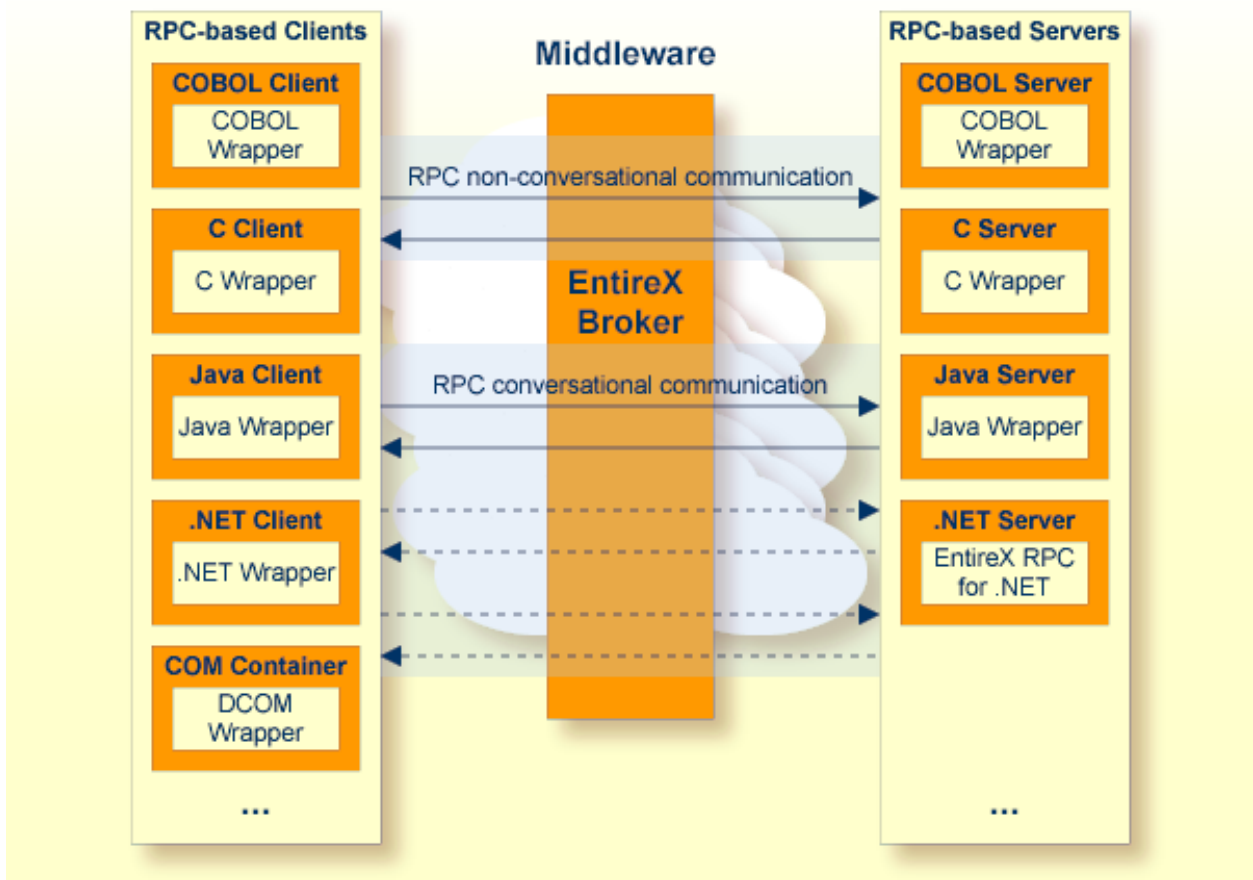 RPC-based Clients
COBOL Client
COBOL
Wrapper
C Client
C Wrapper
Java Client
Java Wrapper
.NET Client
.NET Wrapper
COM Container
DCOM
Wrapper
...
Middleware
RPC non-conversational communication
EntireX
Broker
RPC conversational communication
RPC-based Servers
COBOL Server
COBOL
Wrapper
C Server
C Wrapper
Java Server
Java Wrapper
.NET Server
EntireX RPC
for .NET
...